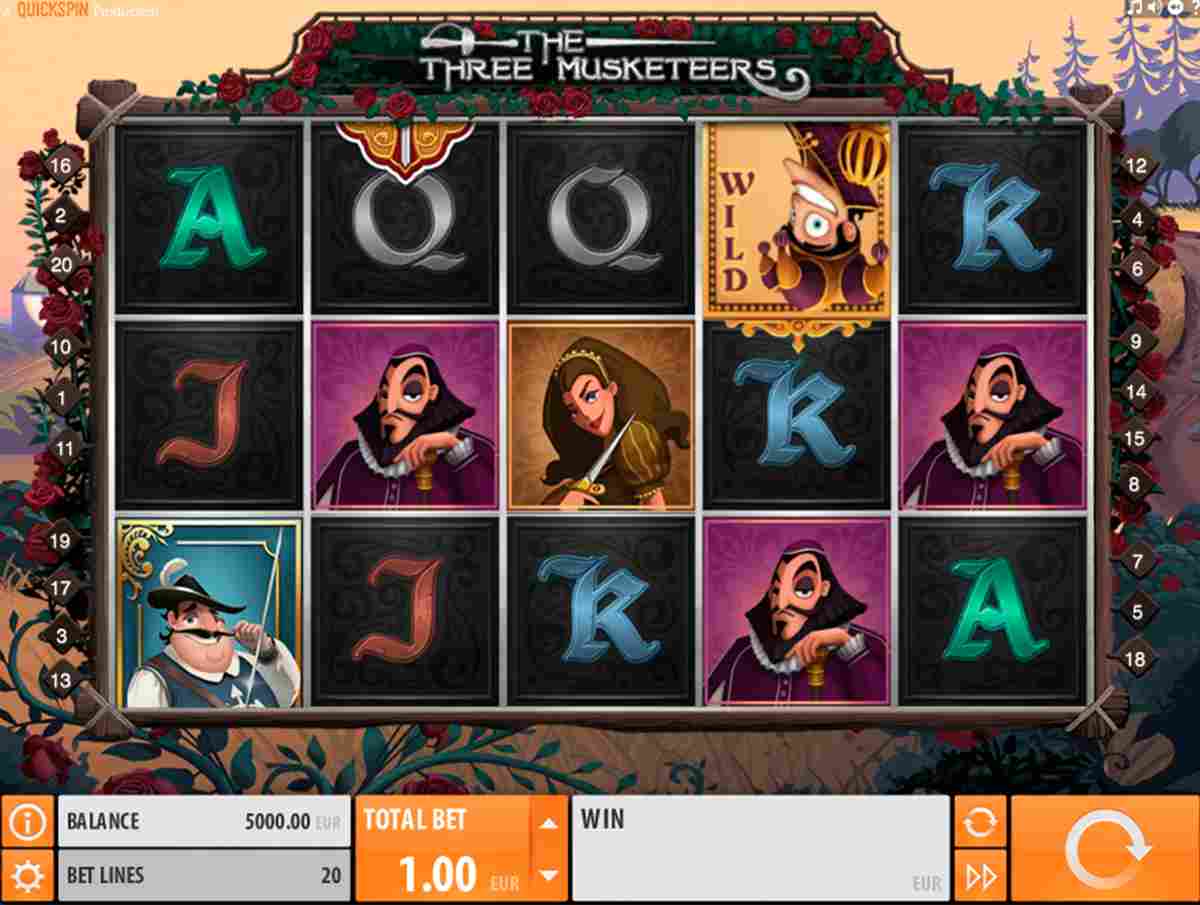 A QUICKSPIN Production
THE
THREE MUSKETEERS
16
12
2
4
20
6
10
9
1
14
11
15
8
19
7
17
5
3
18
13
A Q Q WILD K
J K
J K A
BALANCE 5000.00 EUR
BET LINES 20
TOTAL BET
1.00 EUR
WIN
EUR
?
i